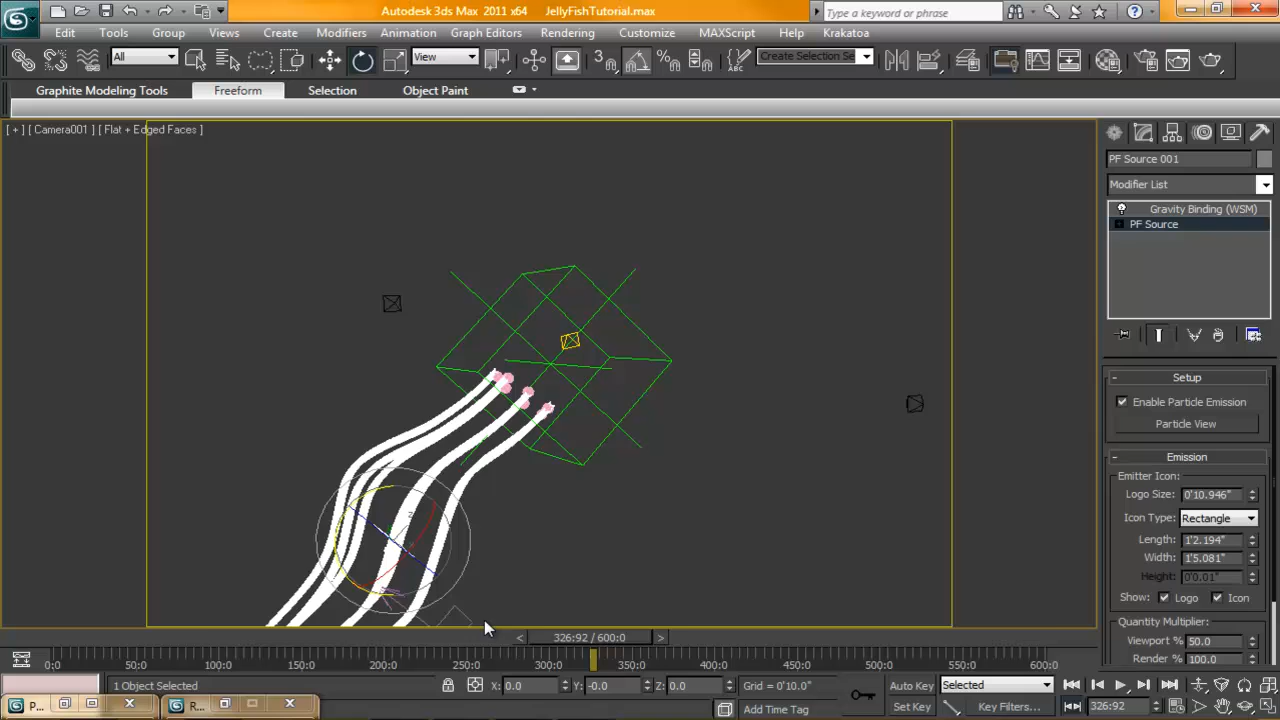 Autodesk 3ds Max 2011 x64 JellyFishTutorial.max Type a keyword or phrase
Edit Tools Group Views Create Modifiers Animation Graph Editors Rendering Customize MAXScript Help Krakatoa
All View 3 Create Selection Se
Graphite Modeling Tools Freeform Selection Object Paint
[ + ] [ Camera001 ] [ Flat + Edged Faces ]
PF Source 001
Modifier List
Gravity Binding (WSM)
PF Source
- Setup
Enable Particle Emission
Particle View
- Emission
Emitter Icon:
Logo Size: 0'10.946"
Icon Type: Rectangle
Length: 1'2.194"
Width: 1'5.081"
Height: 0'0.01"
Show: Logo Icon
Quantity Multiplier:
Viewport % 50.0
Render % 100.0
< 326:92 / 600:0 >
0:0 50:0 100:0 150:0 200:0 250:0 300:0 350:0 400:0 450:0 500:0 550:0 600:0
1 Object Selected X: 0.0 Y: -0.0 Z: 0.0 Grid = 0'10.0" Auto Key Selected
P... R... Add Time Tag Set Key Key Filters... 326:92